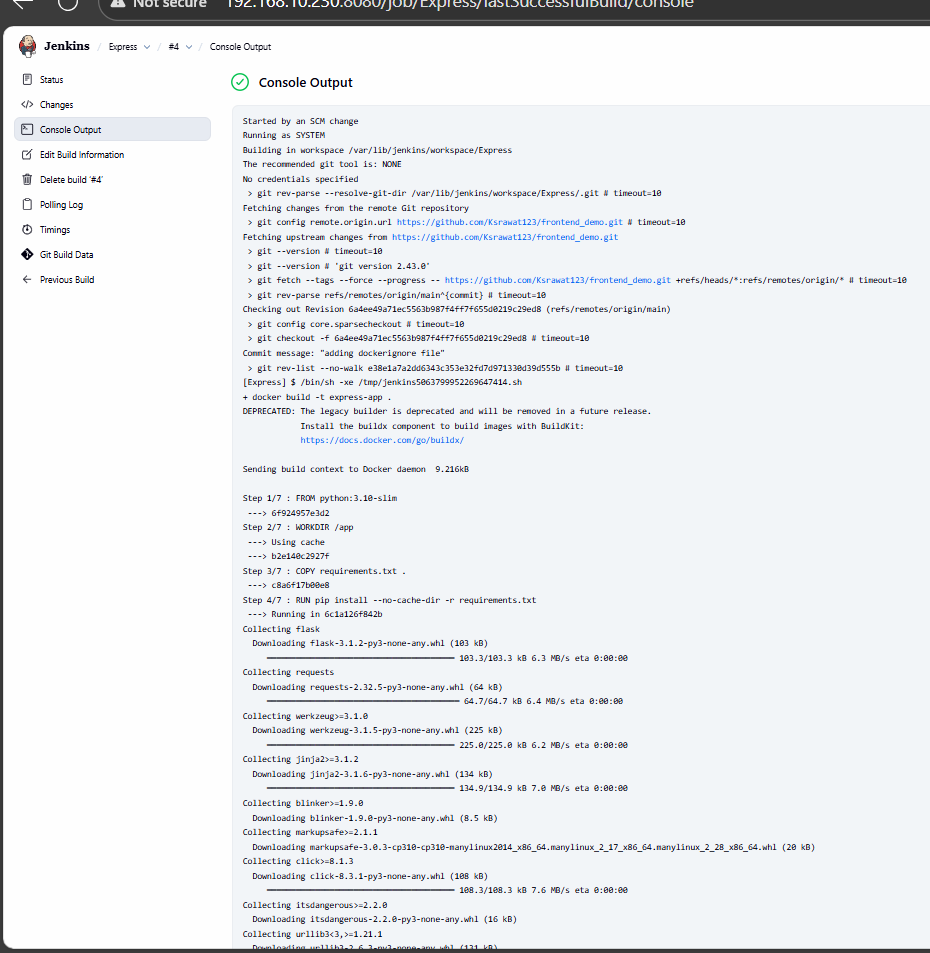 Not secure 192.168.10.230:8080/job/Express/lastSuccessfulBuild/console
Jenkins / Express / #4 / Console Output
Status
Changes
Console Output
Edit Build Information
Delete build '#4'
Polling Log
Timings
Git Build Data
Previous Build
Console Output
Started by an SCM change
Running as SYSTEM
Building in workspace /var/lib/jenkins/workspace/Express
The recommended git tool is: NONE
No credentials specified
> git rev-parse --resolve-git-dir /var/lib/jenkins/workspace/Express/.git # timeout=10
Fetching changes from the remote Git repository
> git config remote.origin.url https://github.com/Ksrawat123/frontend_demo.git # timeout=10
Fetching upstream changes from https://github.com/Ksrawat123/frontend_demo.git
> git --version # timeout=10
> git --version # 'git version 2.43.0'
> git fetch --tags --force --progress -- https://github.com/Ksrawat123/frontend_demo.git +refs/heads/*:refs/remotes/origin/* # timeout=10
> git rev-parse refs/remotes/origin/main^{commit} # timeout=10
Checking out Revision 6a4ee49a71ec5563b987f4ff7f655d0219c29ed8 (refs/remotes/origin/main)
> git config core.sparsecheckout # timeout=10
> git checkout -f 6a4ee49a71ec5563b987f4ff7f655d0219c29ed8 # timeout=10
Commit message: "adding dockerignore file"
> git rev-list --no-walk e38e1a7a2dd6343c353e32fd7d971330d39d555b # timeout=10
[Express] $ /bin/sh -xe /tmp/jenkins5063799952269647414.sh
+ docker build -t express-app .
DEPRECATED: The legacy builder is deprecated and will be removed in a future release.
Install the buildx component to build images with BuildKit:
https://docs.docker.com/go/buildx/
Sending build context to Docker daemon  9.216kB
Step 1/7 : FROM python:3.10-slim
---> 6f924957e3d2
Step 2/7 : WORKDIR /app
---> Using cache
---> b2e140c2927f
Step 3/7 : COPY requirements.txt .
---> c8a6f17b00e8
Step 4/7 : RUN pip install --no-cache-dir -r requirements.txt
---> Running in 6c1a126f842b
Collecting flask
Downloading flask-3.1.2-py3-none-any.whl (103 kB)
103.3/103.3 kB 6.3 MB/s eta 0:00:00
Collecting requests
Downloading requests-2.32.5-py3-none-any.whl (64 kB)
64.7/64.7 kB 6.4 MB/s eta 0:00:00
Collecting werkzeug>=3.1.0
Downloading werkzeug-3.1.5-py3-none-any.whl (225 kB)
225.0/225.0 kB 6.2 MB/s eta 0:00:00
Collecting jinja2>=3.1.2
Downloading jinja2-3.1.6-py3-none-any.whl (134 kB)
134.9/134.9 kB 7.0 MB/s eta 0:00:00
Collecting blinker>=1.9.0
Downloading blinker-1.9.0-py3-none-any.whl (8.5 kB)
Collecting markupsafe>=2.1.1
Downloading markupsafe-3.0.3-cp310-cp310-manylinux2014_x86_64.manylinux_2_17_x86_64.manylinux_2_28_x86_64.whl (20 kB)
Collecting click>=8.1.3
Downloading click-8.3.1-py3-none-any.whl (108 kB)
108.3/108.3 kB 7.6 MB/s eta 0:00:00
Collecting itsdangerous>=2.2.0
Downloading itsdangerous-2.2.0-py3-none-any.whl (16 kB)
Collecting urllib3<3,>=1.21.1
Downloading urllib3-2.6.3-py3-none-any.whl (131 kB)